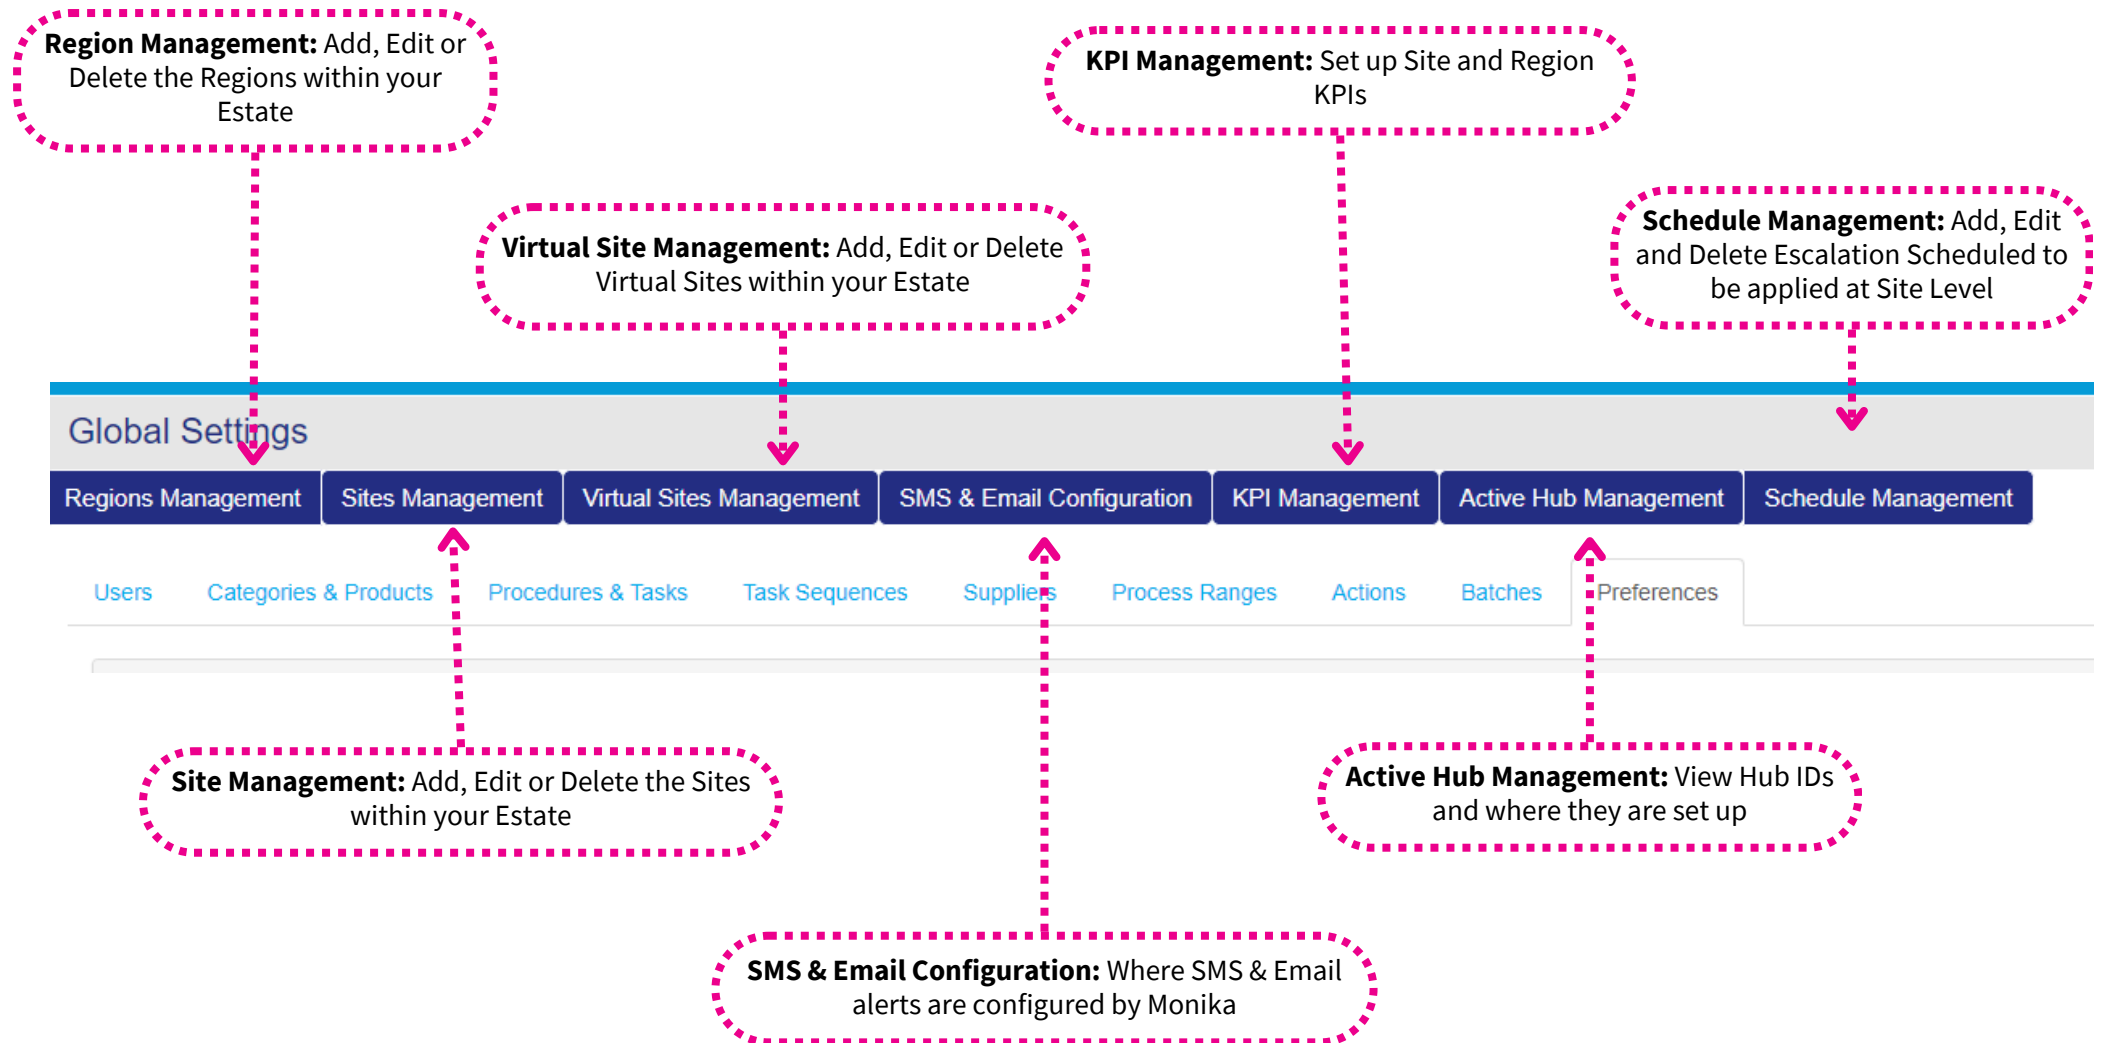 Region Management: Add, Edit or
Delete the Regions within your
Estate
KPI Management: Set up Site and Region
KPIs
Virtual Site Management: Add, Edit or Delete
Virtual Sites within your Estate
Schedule Management: Add, Edit
and Delete Escalation Scheduled to
be applied at Site Level
Global Settings
Regions Management Sites Management Virtual Sites Management SMS & Email Configuration KPI Management Active Hub Management Schedule Management
Users Categories & Products Procedures & Tasks Task Sequences Suppliers Process Ranges Actions Batches Preferences
Site Management: Add, Edit or Delete the Sites
within your Estate
Active Hub Management: View Hub IDs
and where they are set up
SMS & Email Configuration: Where SMS & Email
alerts are configured by Monika